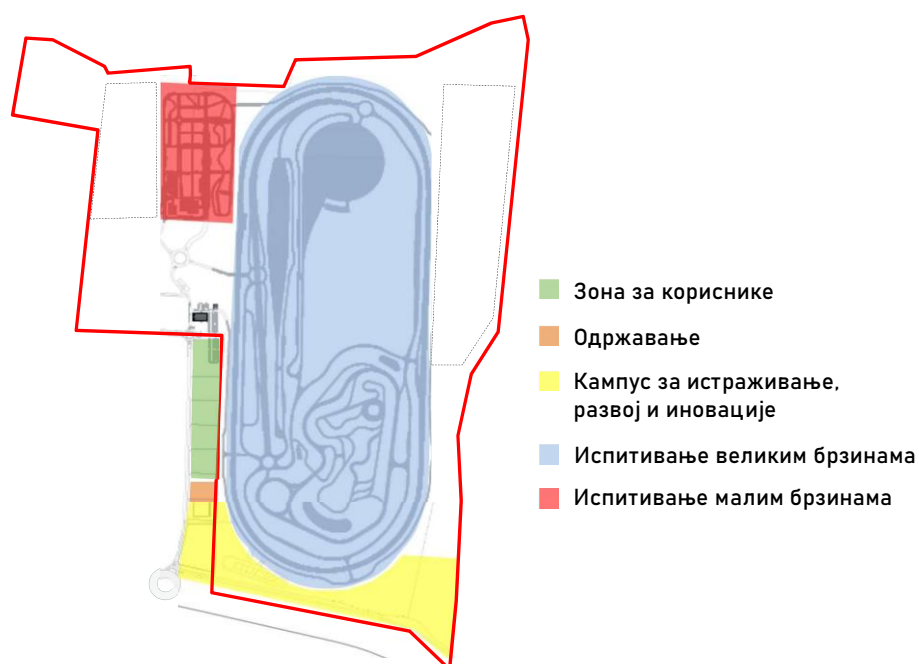 Зона за кориснике
Одржавање
Кампус за истраживање,
развој и иновације
Испитивање великим брзинама
Испитивање малим брзинама